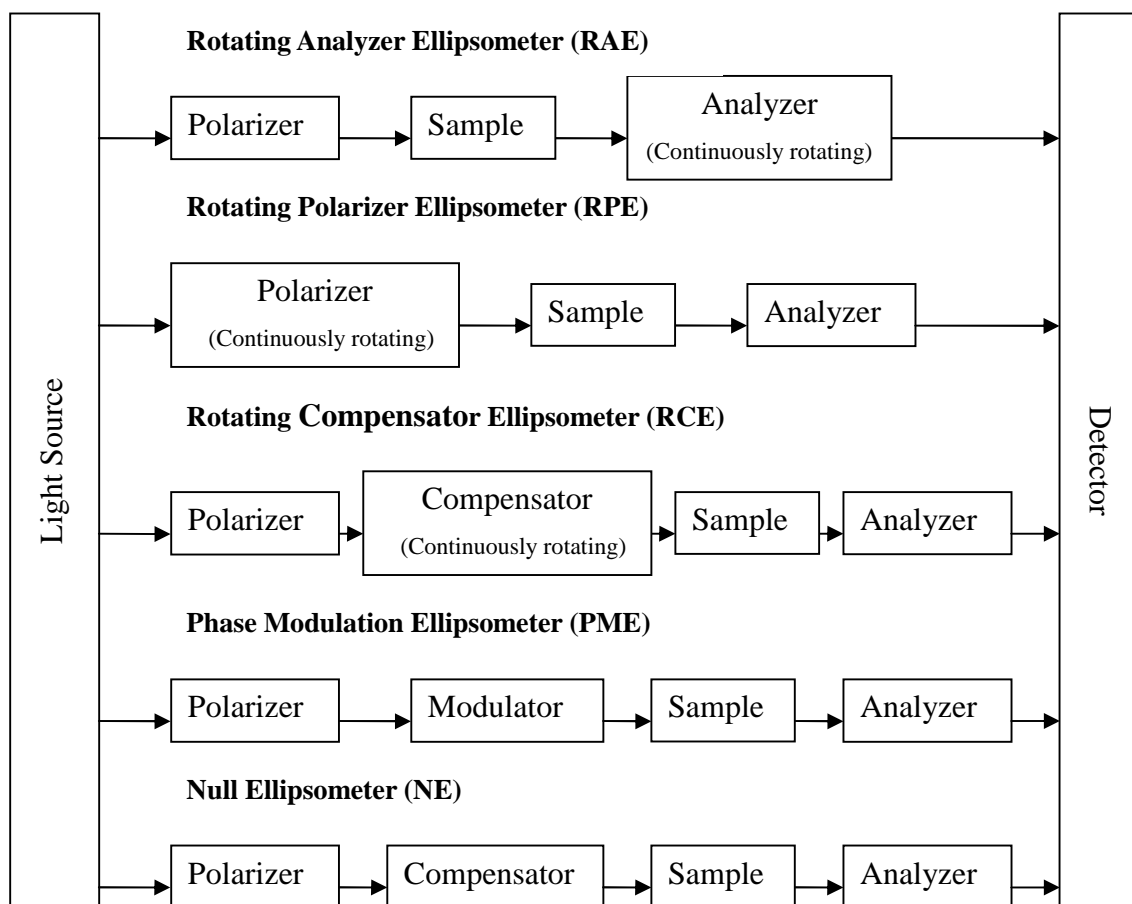 Rotating Analyzer Ellipsometer (RAE)
Polarizer
Sample
Analyzer
(Continuously rotating)
Rotating Polarizer Ellipsometer (RPE)
Polarizer
(Continuously rotating)
Sample
Analyzer
Light Source
Detector
Rotating Compensator Ellipsometer (RCE)
Polarizer
Compensator
(Continuously rotating)
Sample
Analyzer
Phase Modulation Ellipsometer (PME)
Polarizer
Modulator
Sample
Analyzer
Null Ellipsometer (NE)
Polarizer
Compensator
Sample
Analyzer